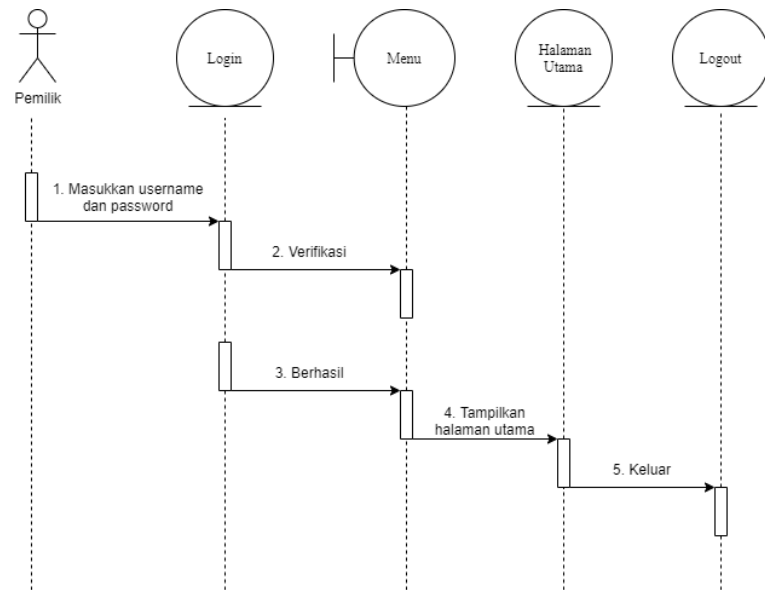 Pemilik
Login
Menu
Halaman
Utama
Logout
1. Masukkan username
dan password
2. Verifikasi
3. Berhasil
4. Tampilkan
halaman utama
5. Keluar